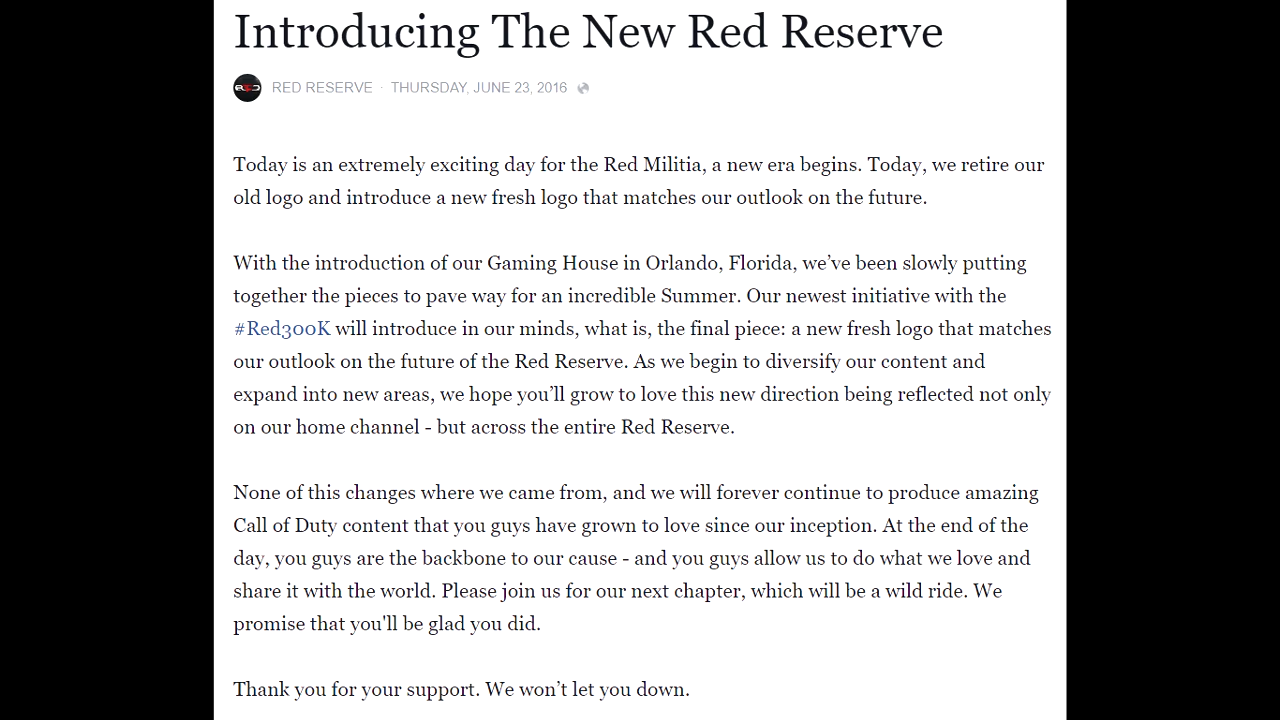 Introducing The New Red Reserve
RED RESERVE · THURSDAY, JUNE 23, 2016
Today is an extremely exciting day for the Red Militia, a new era begins. Today, we retire our
old logo and introduce a new fresh logo that matches our outlook on the future.
With the introduction of our Gaming House in Orlando, Florida, we’ve been slowly putting
together the pieces to pave way for an incredible Summer. Our newest initiative with the
#Red300K will introduce in our minds, what is, the final piece: a new fresh logo that matches
our outlook on the future of the Red Reserve. As we begin to diversify our content and
expand into new areas, we hope you’ll grow to love this new direction being reflected not only
on our home channel - but across the entire Red Reserve.
None of this changes where we came from, and we will forever continue to produce amazing
Call of Duty content that you guys have grown to love since our inception. At the end of the
day, you guys are the backbone to our cause - and you guys allow us to do what we love and
share it with the world. Please join us for our next chapter, which will be a wild ride. We
promise that you'll be glad you did.
Thank you for your support. We won’t let you down.